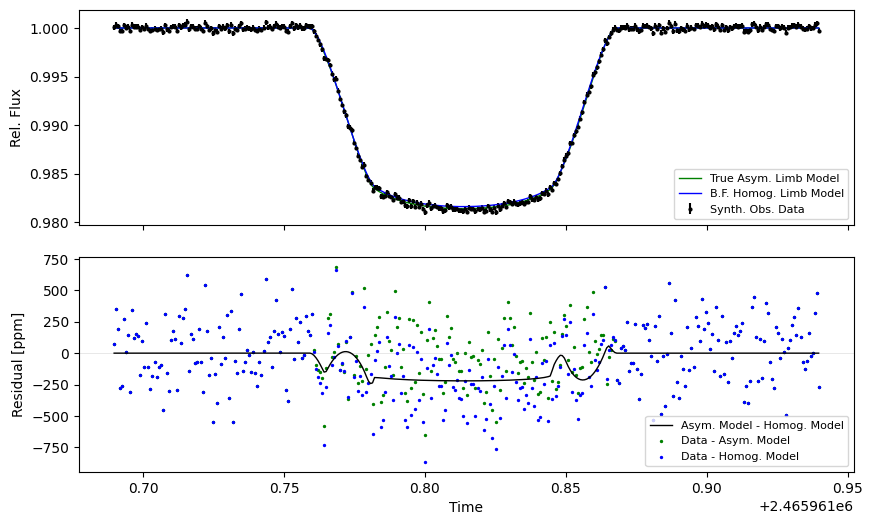 1.000
0.995
0.990
0.985
0.980
Rel. Flux
True Asym. Limb Model
B.F. Homog. Limb Model
Synth. Obs. Data
750
500
250
0
−250
−500
−750
Residual [ppm]
Asym. Model - Homog. Model
Data - Asym. Model
Data - Homog. Model
0.70
0.75
0.80
0.85
0.90
0.95
Time
+2.465961e6